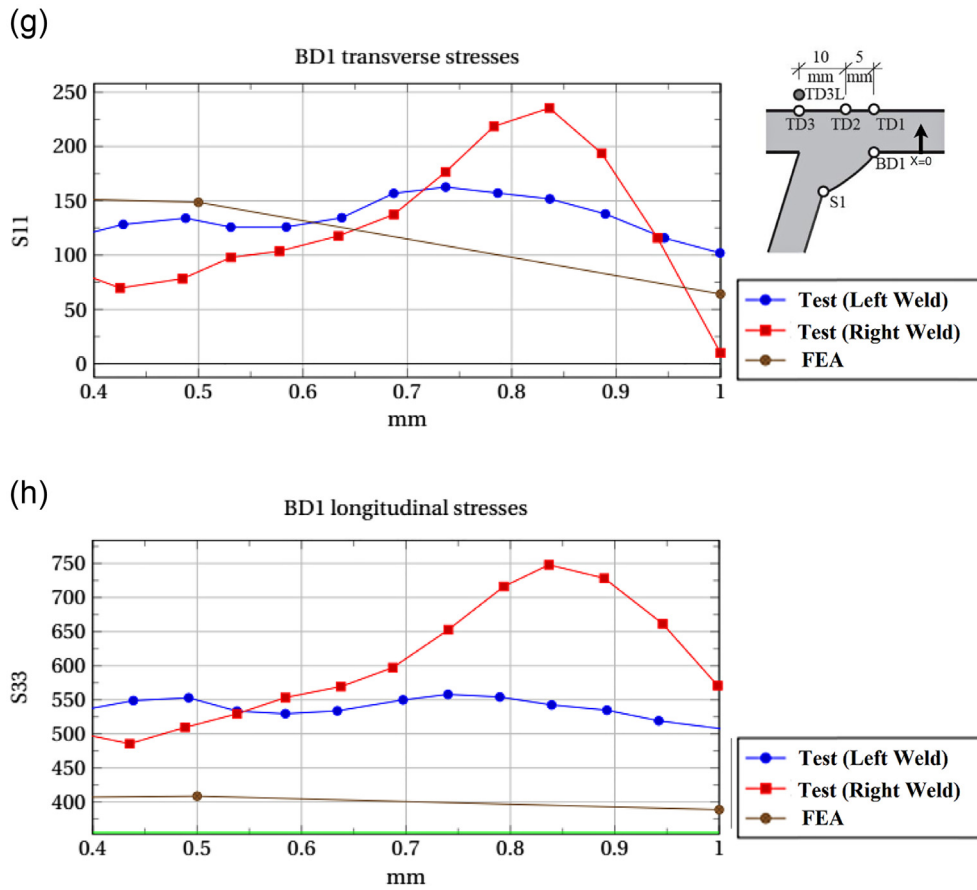 (g)
BD1 transverse stresses
250
200
150
100
50
0
S11
0.4 0.5 0.6 0.7 0.8 0.9 1
mm
10 5
mm mm
TD3L
TD3 TD2 TD1
BD1 X=0
S1
Test (Left Weld)
Test (Right Weld)
FEA
(h)
BD1 longitudinal stresses
750
700
650
600
550
500
450
400
S33
0.4 0.5 0.6 0.7 0.8 0.9 1
mm
Test (Left Weld)
Test (Right Weld)
FEA